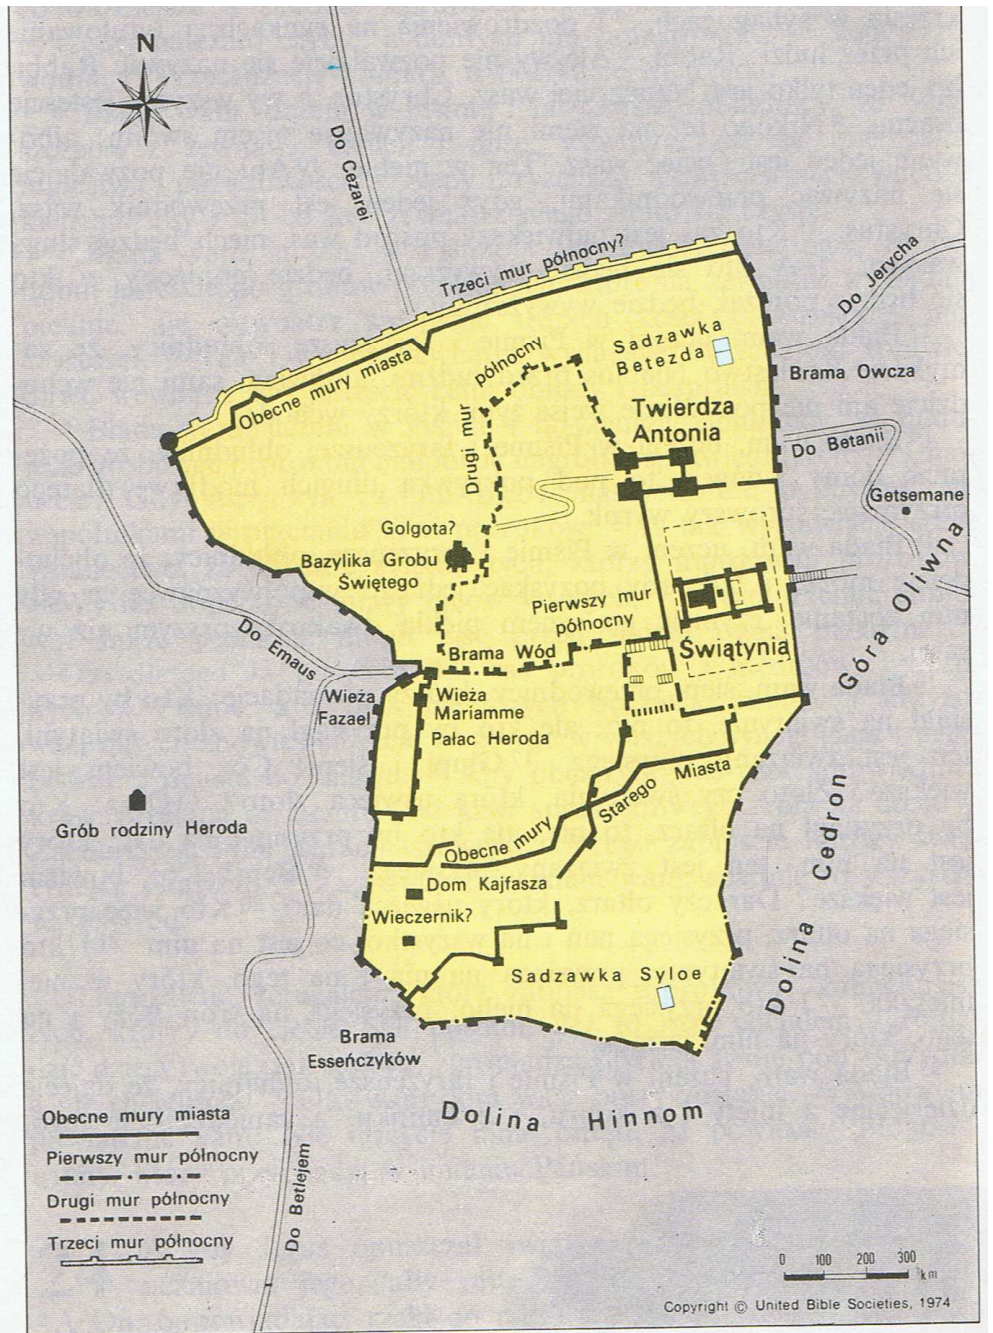 N
Do Cezarei
Trzeci mur północny?
Do Jerycha
Obecne mury miasta
północny
Drugi mur
Sadzawka
Betezda
Brama Owcza
Twierdza
Antonia
Do Betanii
Getsemane
Golgota?
Bazylika Grobu
Świętego
Góra Oliwna
Pierwszy mur
północny
Do Emaus
Brama Wód
Świątynia
Wieża
Fazael
Wieża
Mariamme
Pałac Heroda
Grób rodziny Heroda
Obecne mury Starego Miasta
Dolina Cedron
Dom Kajfasza
Wieczernik?
Sadzawka Syloe
Brama
Esseńczyków
Dolina Hinnom
Do Betlejem
Obecne mury miasta
Pierwszy mur północny
Drugi mur północny
Trzeci mur północny
0 100 200 300
km
Copyright © United Bible Societies, 1974